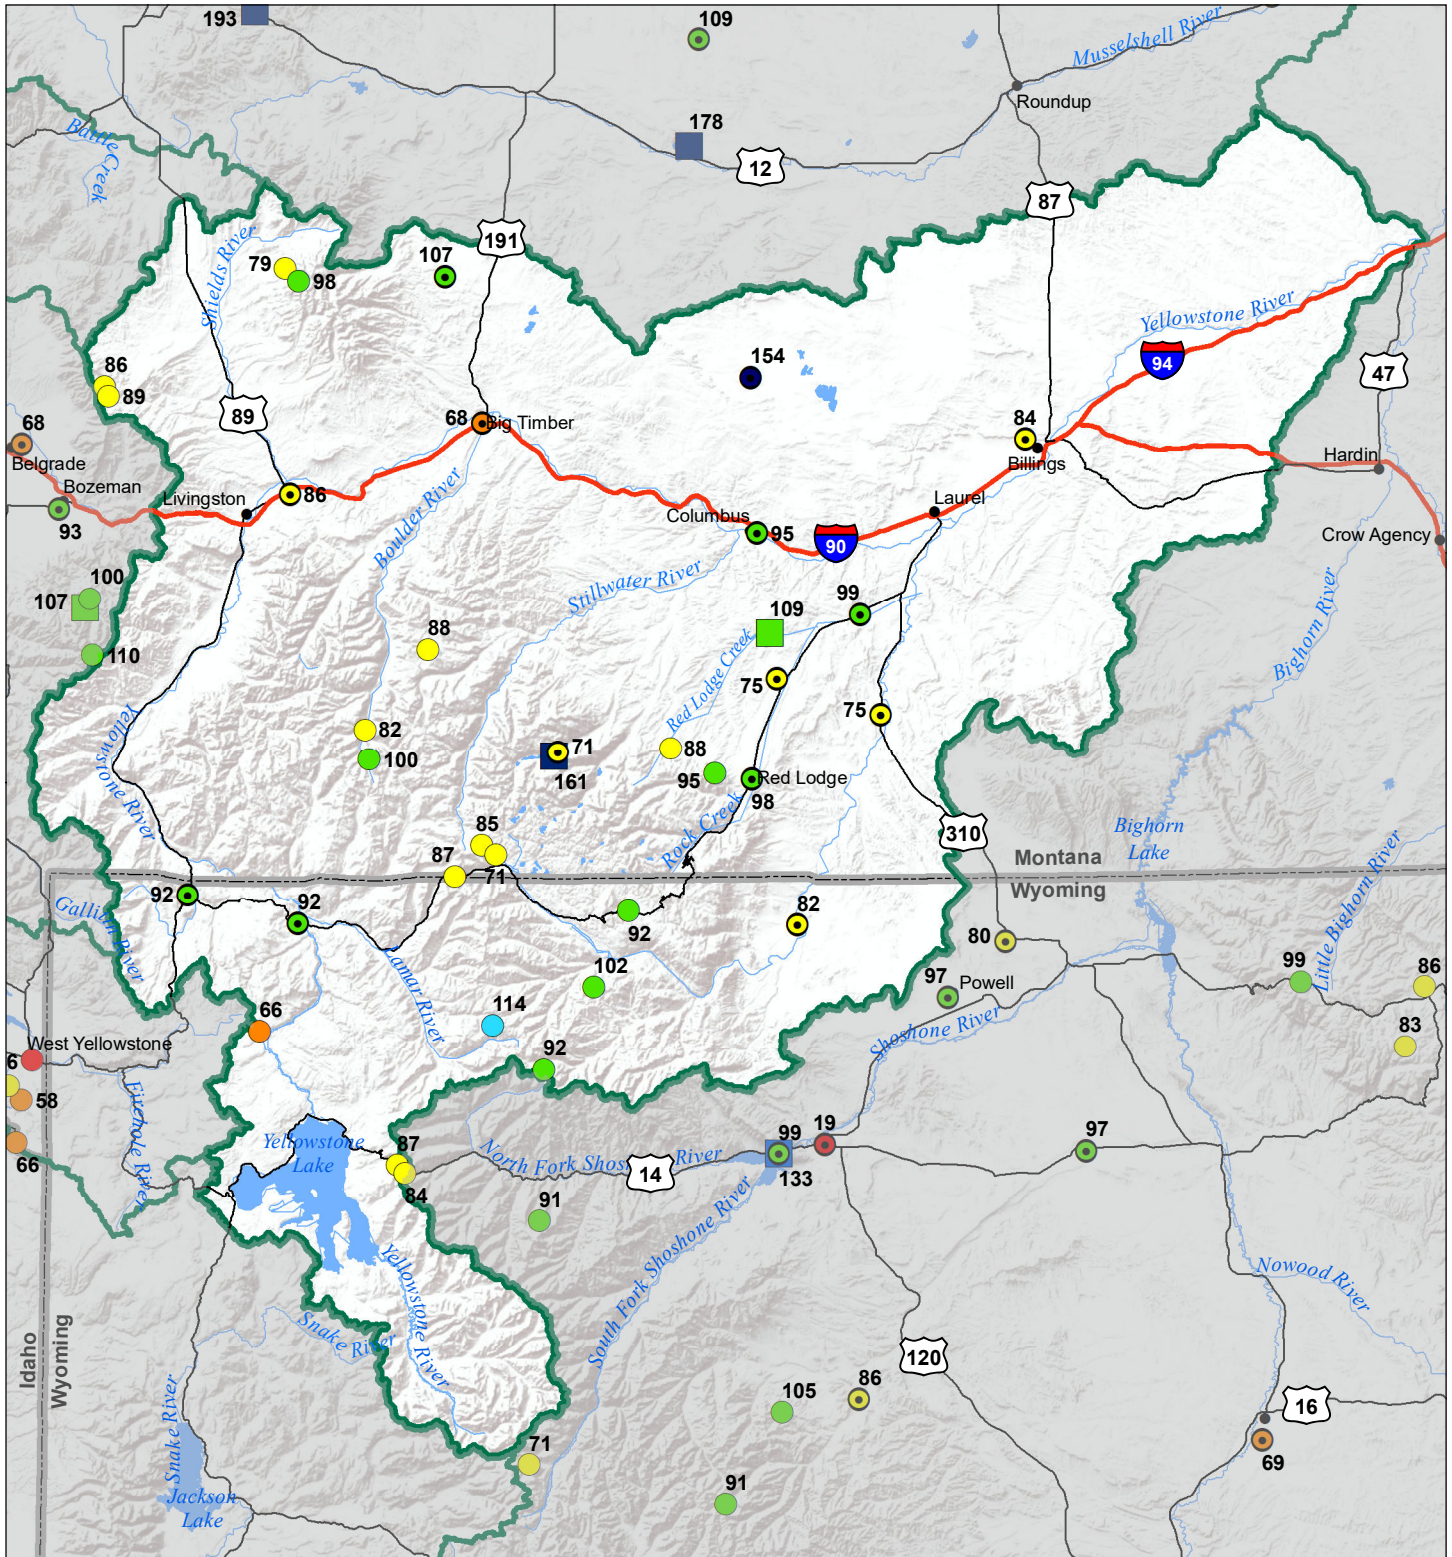 193
109
Musselshell River
Roundup
Battle Creek
178
12
87
191
107
Shields River
79
98
Yellowstone River
94
47
154
86
89
89
68
Big Timber
84
Billings
68
Belgrade
Bozeman
93
Livingston
86
Hardin
Laurel
Columbus
95
90
Crow Agency
Boulder River
Stillwater River
99
109
100
107
110
88
Red Lodge Creek
75
75
Bighorn River
Yellowstone River
82
100
71
161
88
95
Red Lodge
98
Rock Creek
310
Bighorn
Lake
85
87
71
Montana
Wyoming
Little Bighorn River
92
92
92
82
80
Gallatin River
Lamar River
102
97
Powell
99
86
114
Shoshone River
83
66
West Yellowstone
6
58
92
66
Firehole River
Yellowstone
Lake
87
84
North Fork Shos River
14
99
133
19
97
91
South Fork Shoshone River
Yellowstone River
Nowood River
Snake River
Idaho
Wyoming
120
105
86
16
69
71
91
Snake River
Jackson
Lake